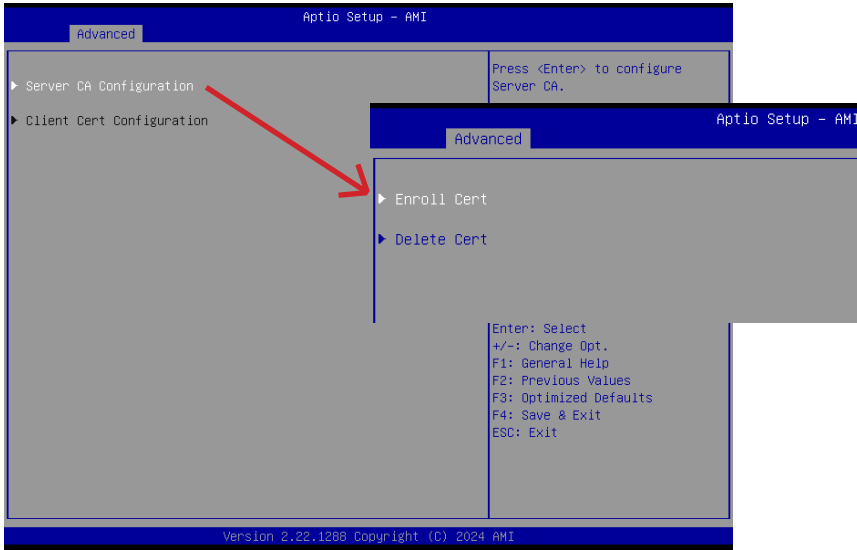 Aptio Setup - AMI
Advanced
▶ Server CA Configuration
▶ Client Cert Configuration
Press <Enter> to configure
Server CA.
Aptio Setup - AMI
Advanced
▶ Enroll Cert
▶ Delete Cert
Enter: Select
+/-: Change Opt.
F1: General Help
F2: Previous Values
F3: Optimized Defaults
F4: Save & Exit
ESC: Exit
Version 2.22.1288 Copyright (C) 2024 AMI